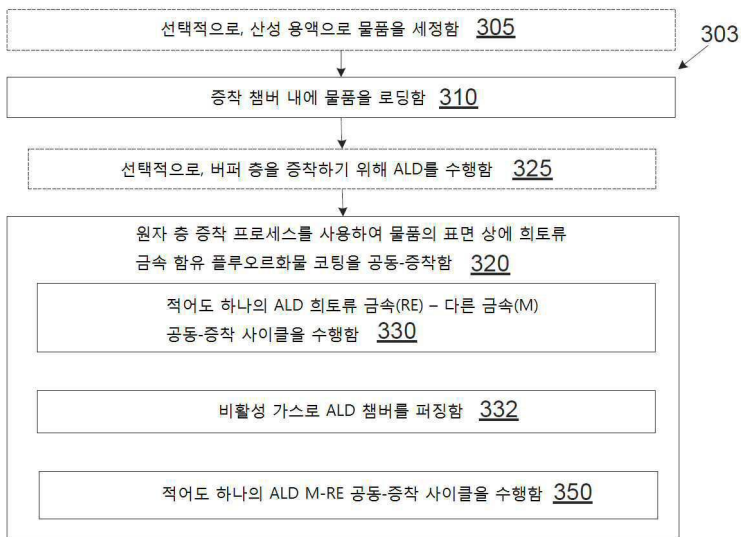 선택적으로, 산성 용액으로 물품을 세정함 305
303
증착 챔버 내에 물품을 로딩함 310
선택적으로, 버퍼 층을 증착하기 위해 ALD를 수행함 325
원자 층 증착 프로세스를 사용하여 물품의 표면 상에 희토류
금속 함유 플루오르화물 코팅을 공동-증착함 320
적어도 하나의 ALD 희토류 금속(RE) – 다른 금속(M)
공동-증착 사이클을 수행함 330
비활성 가스로 ALD 챔버를 퍼징함 332
적어도 하나의 ALD M-RE 공동-증착 사이클을 수행함 350